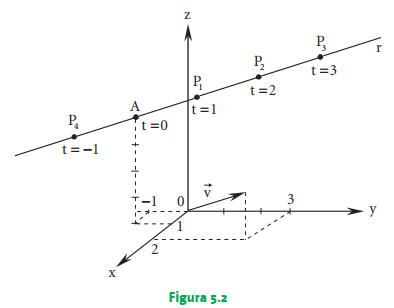 z
P₃
r
P₂
t=3
P₁
t=2
A
t=1
P₄
t=0
t=−1
−1
0
v⃗
3
y
1
2
x
Figura 5.2